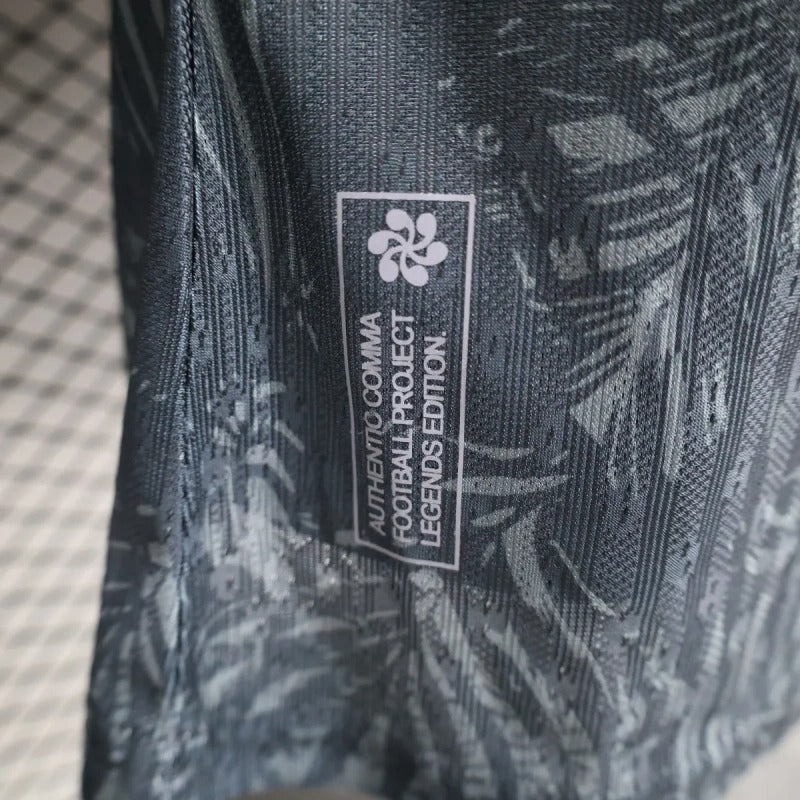 AUTHENTIC COMMA
FOOTBALL PROJECT
LEGENDS EDITION.